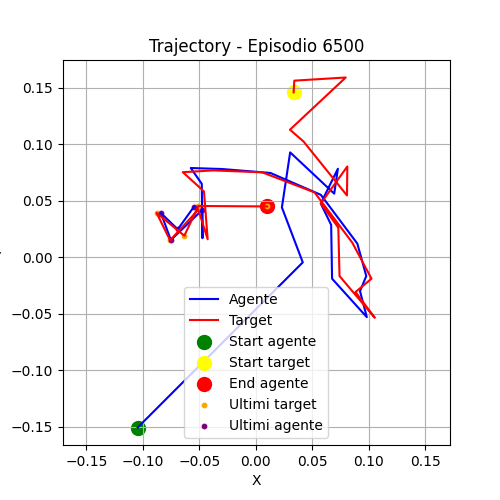 Trajectory - Episodio 6500
0.15
0.10
0.05
0.00
−0.05
−0.10
−0.15
Agente
Target
Start agente
Start target
End agente
Ultimi target
Ultimi agente
−0.15 −0.10 −0.05 0.00 0.05 0.10 0.15
X